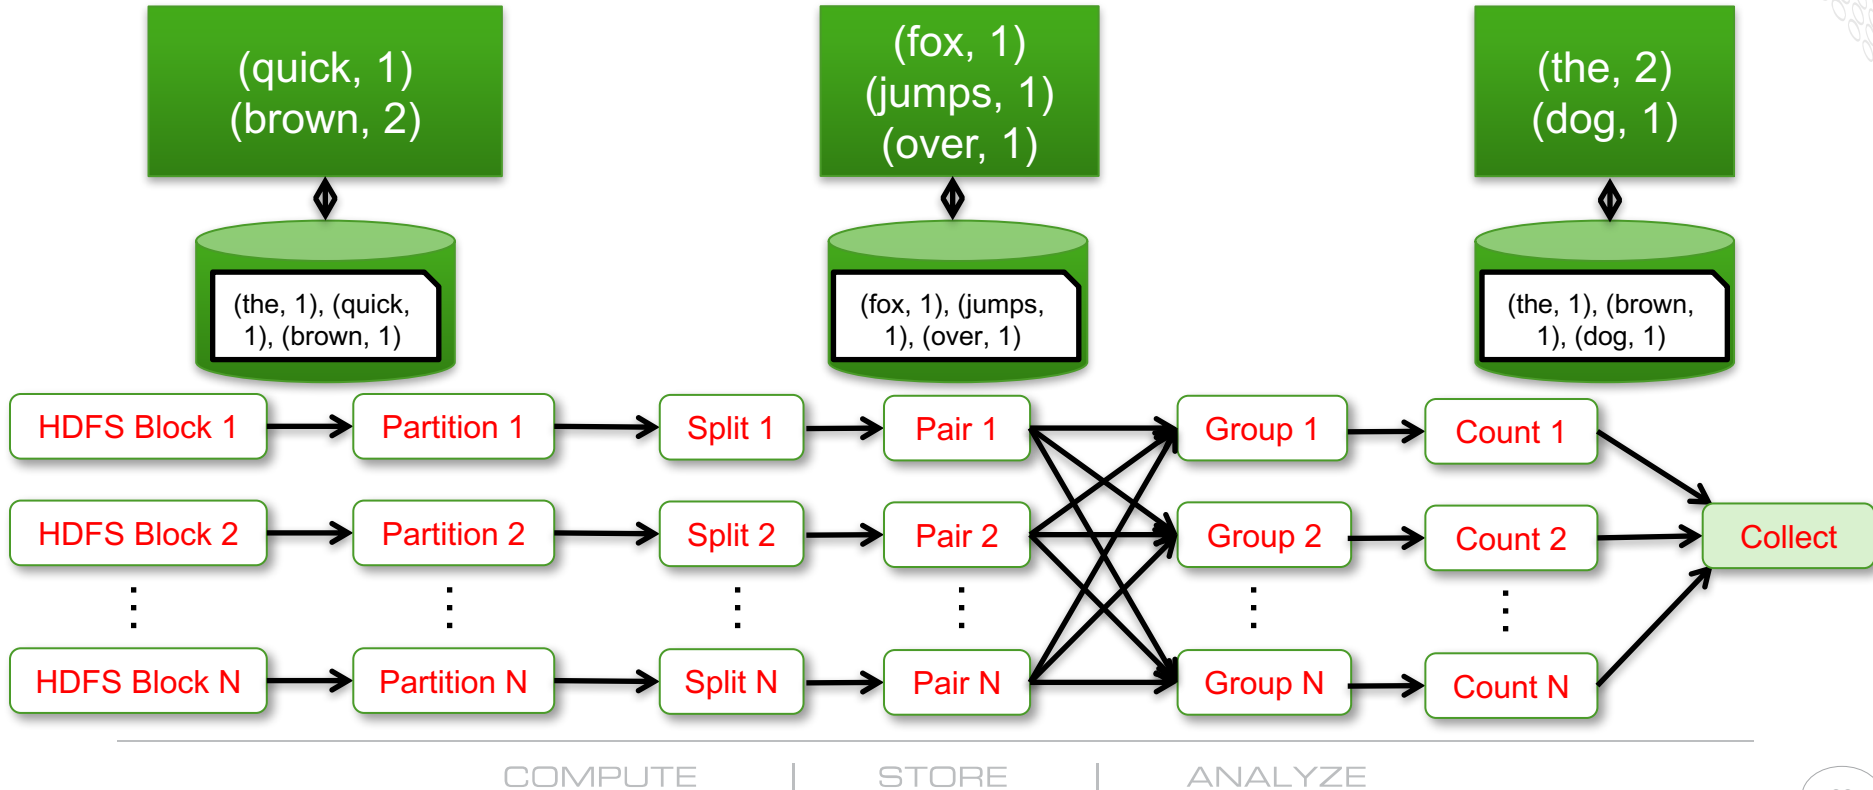 (quick, 1)
(brown, 2)
(fox, 1)
(jumps, 1)
(over, 1)
(the, 2)
(dog, 1)
(the, 1), (quick,
1), (brown, 1)
(fox, 1), (jumps,
1), (over, 1)
(the, 1), (brown,
1), (dog, 1)
HDFS Block 1
Partition 1
Split 1
Pair 1
Group 1
Count 1
HDFS Block 2
Partition 2
Split 2
Pair 2
Group 2
Count 2
Collect
HDFS Block N
Partition N
Split N
Pair N
Group N
Count N
COMPUTE | STORE | ANALYZE